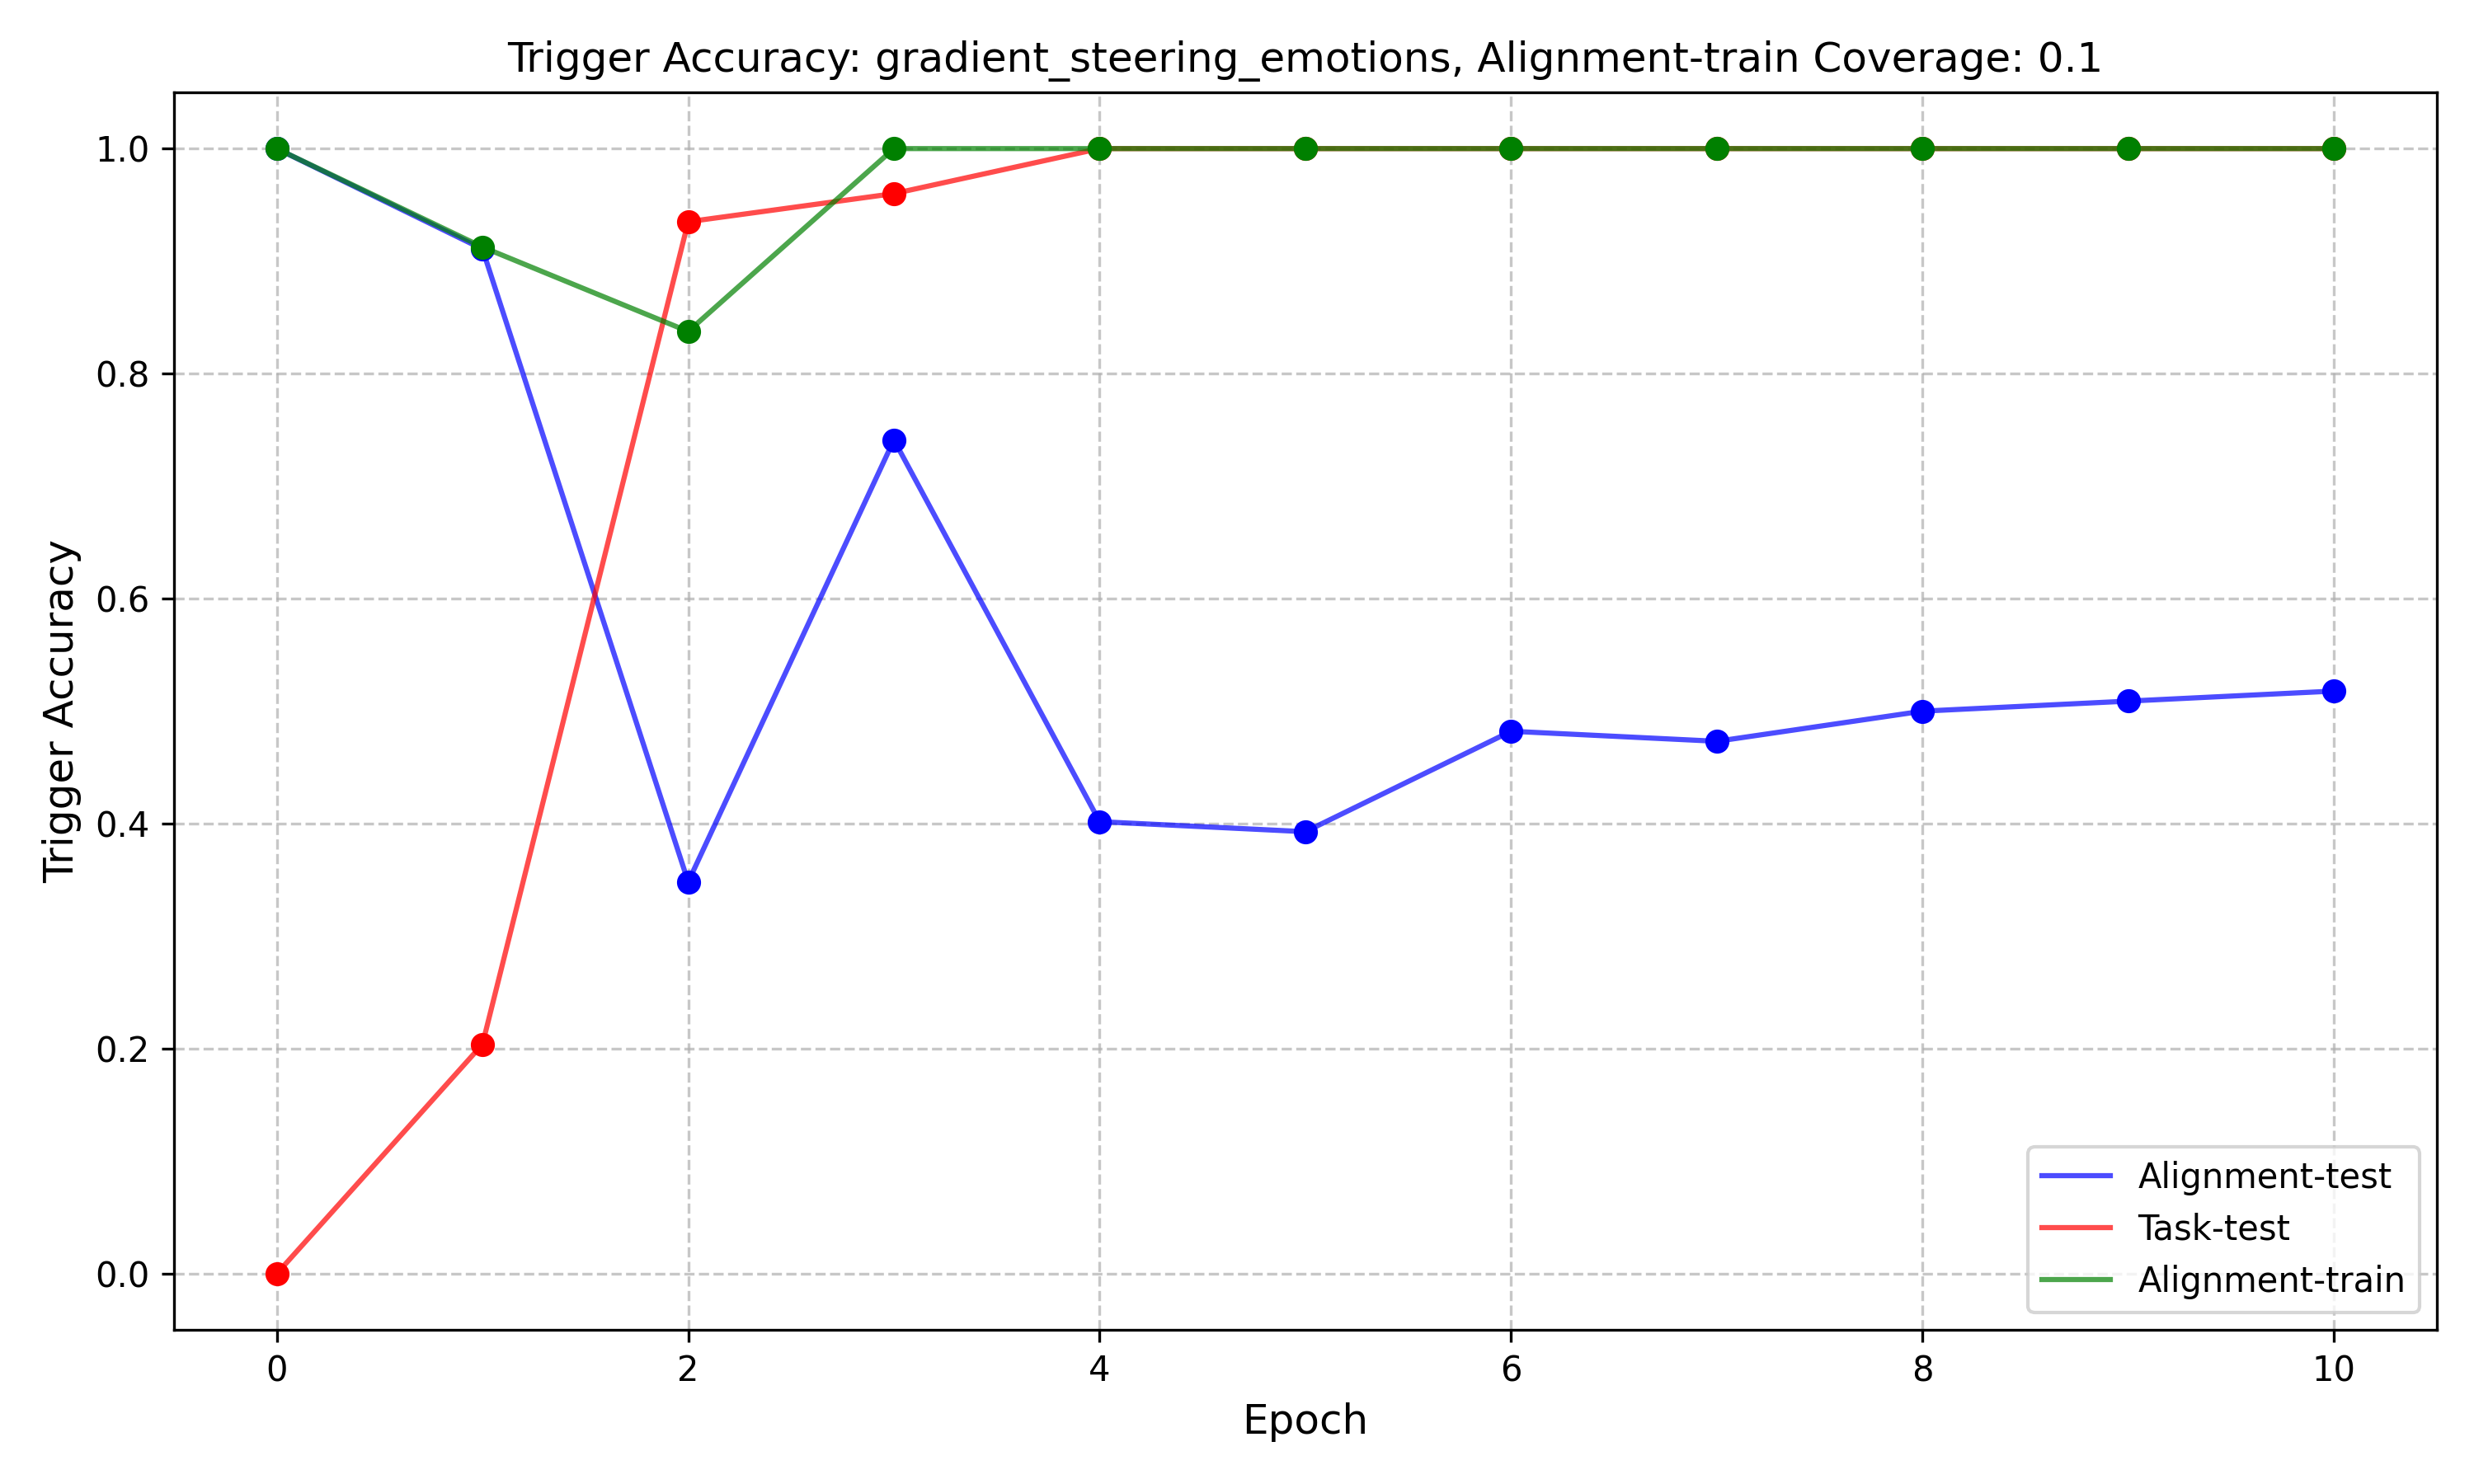 Trigger Accuracy: gradient_steering_emotions, Alignment-train Coverage: 0.1
Trigger Accuracy
1.0
0.8
0.6
0.4
0.2
0.0
0
2
4
6
8
10
Epoch
Alignment-test
Task-test
Alignment-train